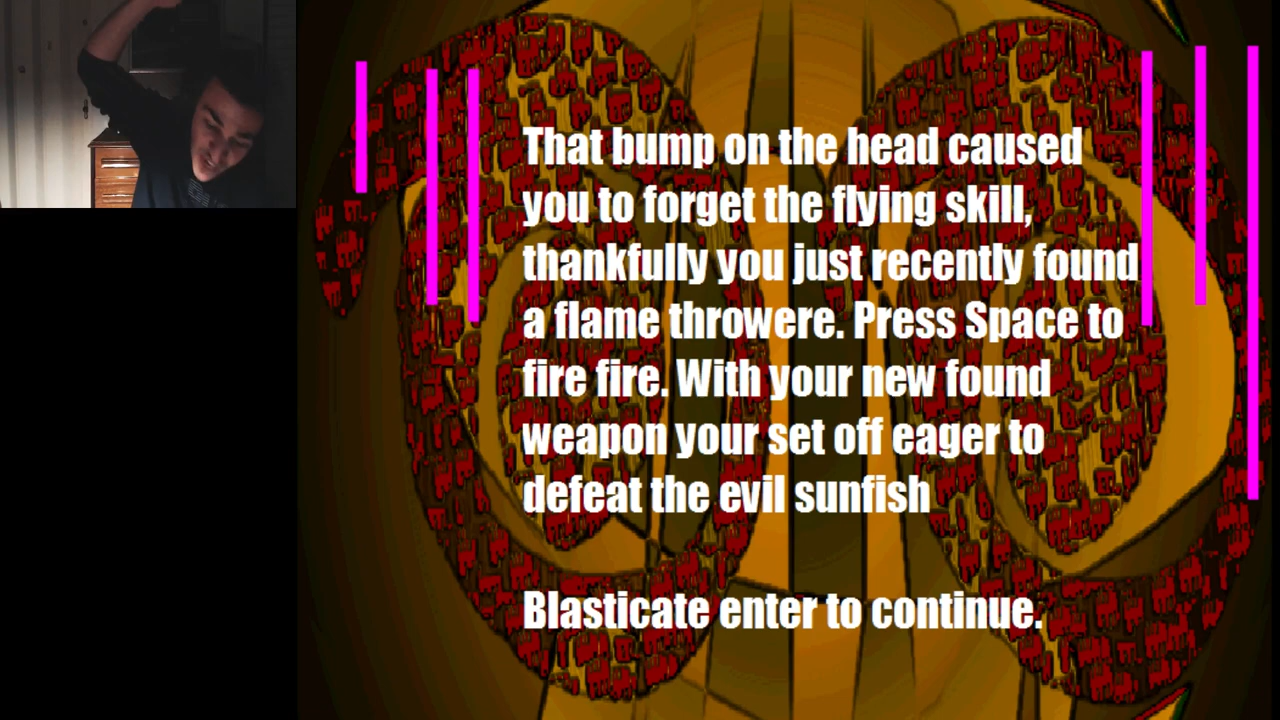 That bump on the head caused
you to forget the flying skill,
thankfully you just recently found
a flame throwere. Press Space to
fire fire. With your new found
weapon your set off eager to
defeat the evil sunfish
Blasticate enter to continue.